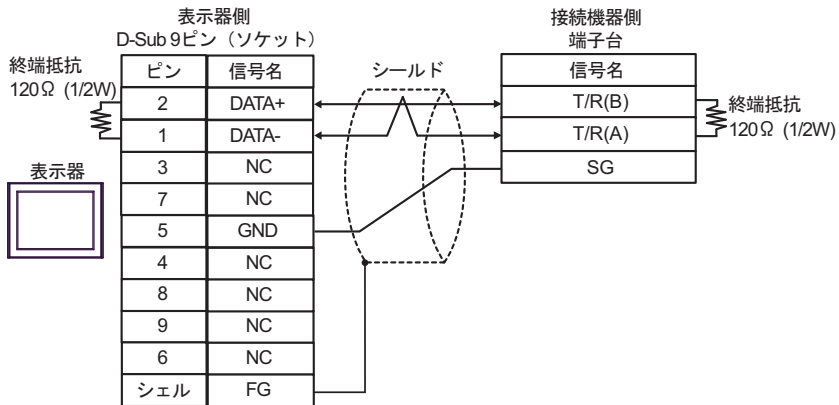 表示器側
D-Sub 9ピン（ソケット）
接続機器側
端子台
終端抵抗
120Ω (1/2W)
ピン 信号名
シールド
信号名
2 DATA+
T/R(B)
終端抵抗
120Ω (1/2W)
1 DATA-
T/R(A)
表示器
3 NC
SG
7 NC
5 GND
4 NC
8 NC
9 NC
6 NC
シェル FG